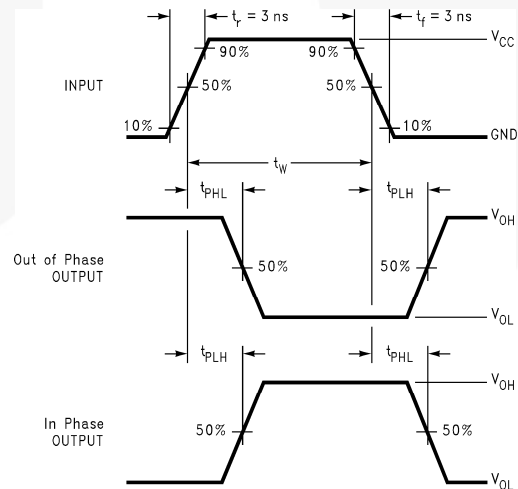 t_r = 3 ns
t_f = 3 ns
V_CC
90%
90%
INPUT
50%
50%
10%
10%
GND
t_W
t_PHL
t_PLH
V_OH
Out of Phase
OUTPUT
50%
50%
V_OL
t_PLH
t_PHL
V_OH
In Phase
OUTPUT
50%
50%
V_OL